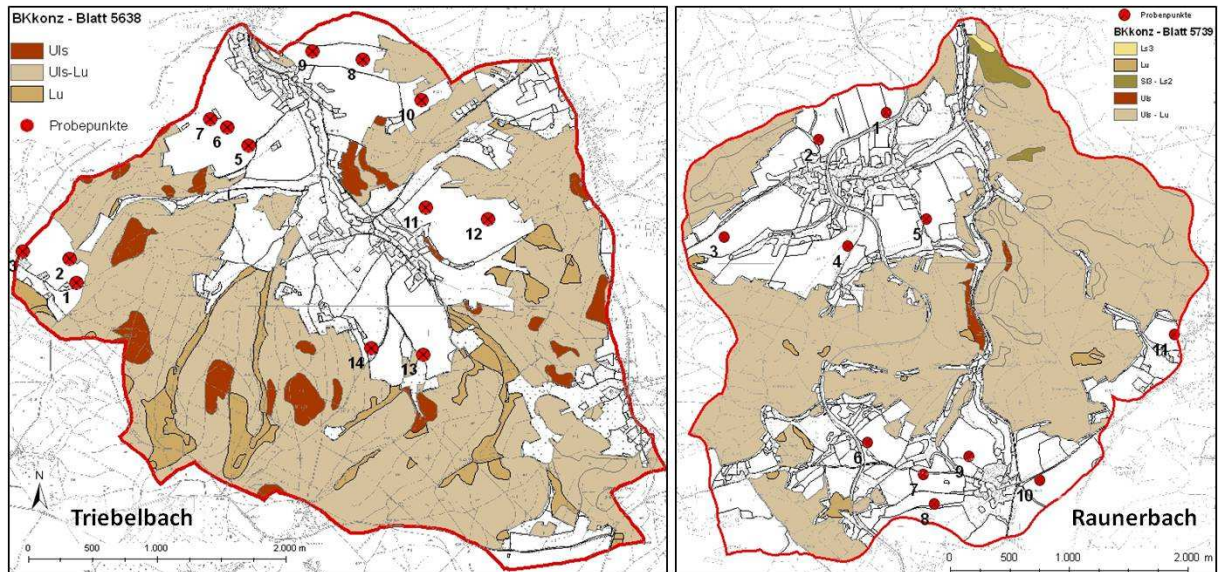 BKkonz - Blatt 5638
Uls
Uls-Lu
Lu
Probepunkte
9
8
10
7
6
5
11
12
3
2
1
14
13
N
Triebelbach
0 500 1.000 2.000 m
Probenpunkte
BKkonz - Blatt 5739
Ls3
Lu
Sl3 - Ls2
Uls
Uls - Lu
1
2
5
3
4
11
6
9
7
10
8
Raunerbach
0 500 1.000 2.000 m